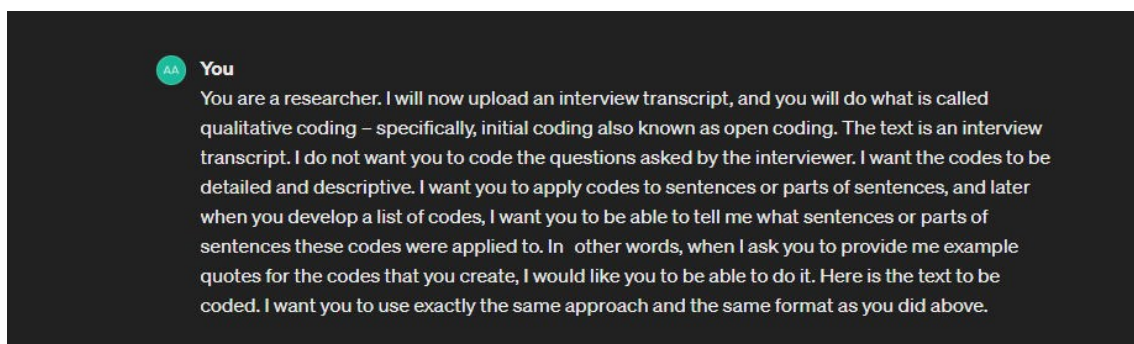 AA You
You are a researcher. I will now upload an interview transcript, and you will do what is called
qualitative coding – specifically, initial coding also known as open coding. The text is an interview
transcript. I do not want you to code the questions asked by the interviewer. I want the codes to be
detailed and descriptive. I want you to apply codes to sentences or parts of sentences, and later
when you develop a list of codes, I want you to be able to tell me what sentences or parts of
sentences these codes were applied to. In other words, when I ask you to provide me example
quotes for the codes that you create, I would like you to be able to do it. Here is the text to be
coded. I want you to use exactly the same approach and the same format as you did above.